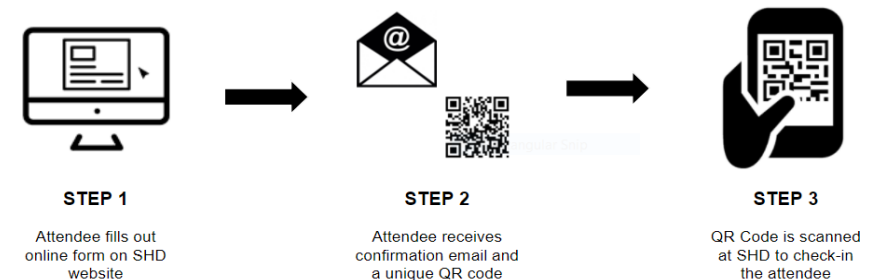 @
STEP 1
STEP 2
STEP 3
Attendee fills out
online form on SHD
website
Attendee receives
confirmation email and
a unique QR code
QR Code is scanned
at SHD to check-in
the attendee